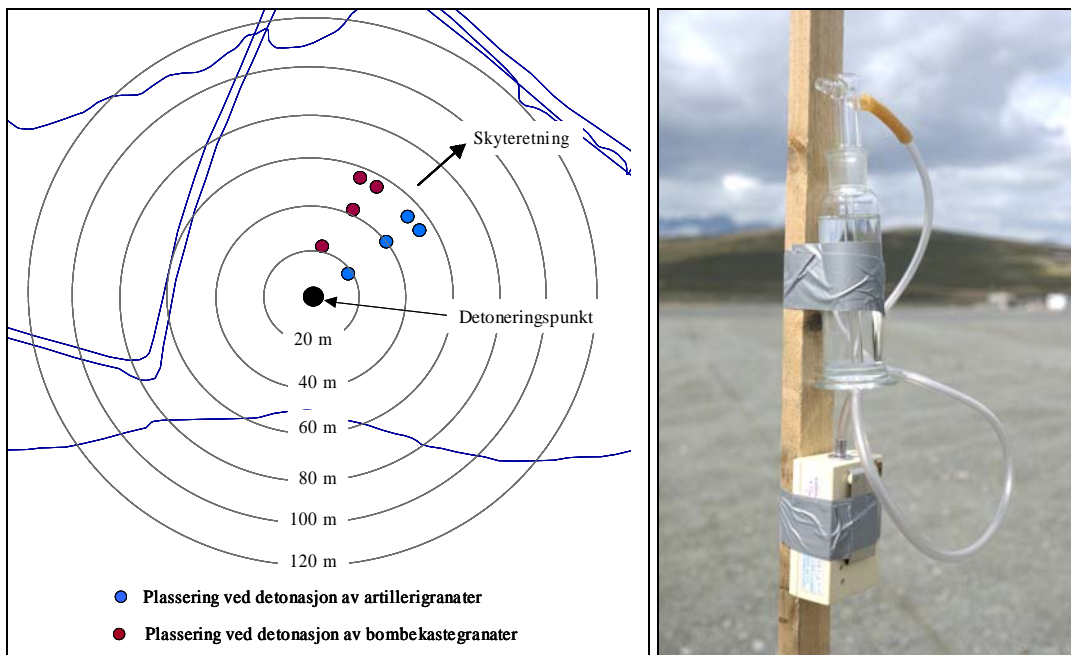 Skyteretning
Detoneringspunkt
20 m
40 m
60 m
80 m
100 m
120 m
Plassering ved detonasjon av artillerigranater
Plassering ved detonasjon av bombekastegranater